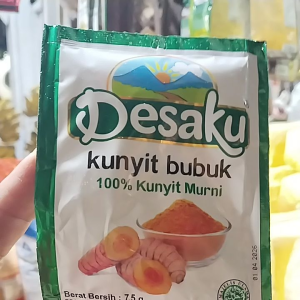 Desaku
kunyit bubuk
100% Kunyit Murni
Berat Bersih : 7,5 g